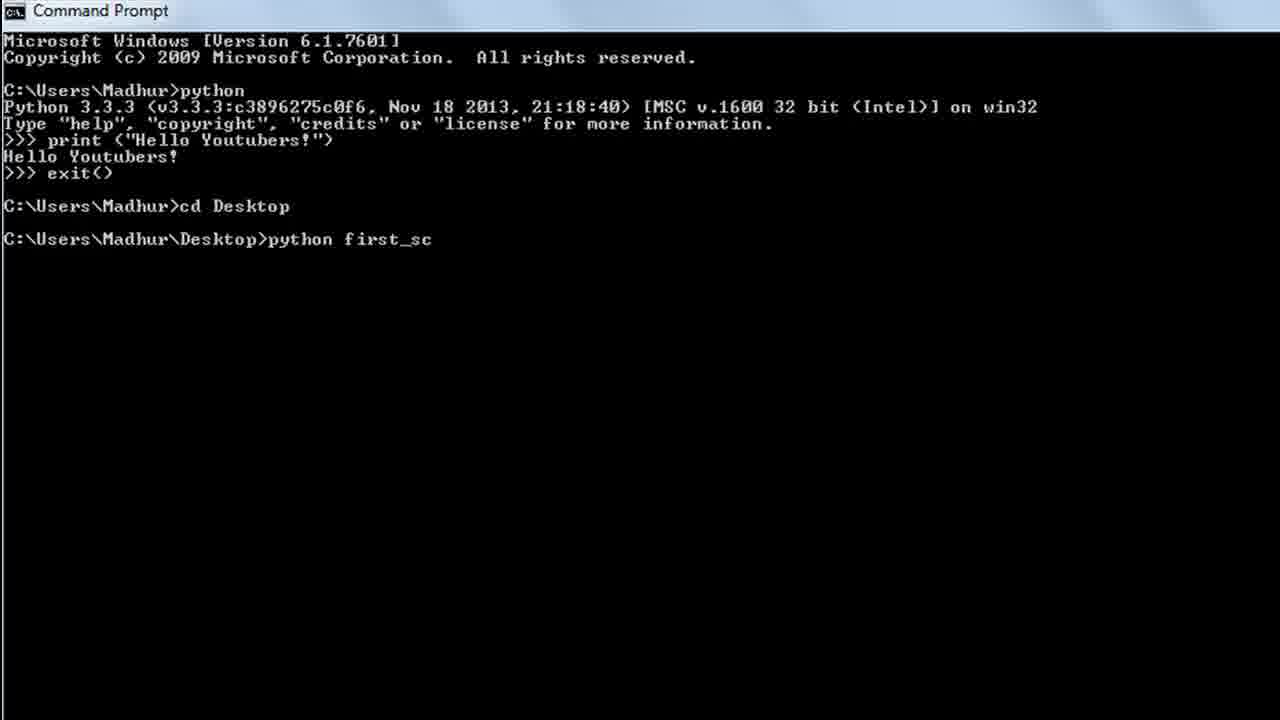 Command Prompt
Microsoft Windows [Version 6.1.7601]
Copyright (c) 2009 Microsoft Corporation.  All rights reserved.
C:\Users\Madhur>python
Python 3.3.3 (v3.3.3:c3896275c0f6, Nov 18 2013, 21:18:40) [MSC v.1600 32 bit (Intel)] on win32
Type "help", "copyright", "credits" or "license" for more information.
>>> print ("Hello Youtubers!")
Hello Youtubers!
>>> exit()
C:\Users\Madhur>cd Desktop
C:\Users\Madhur\Desktop>python first_sc